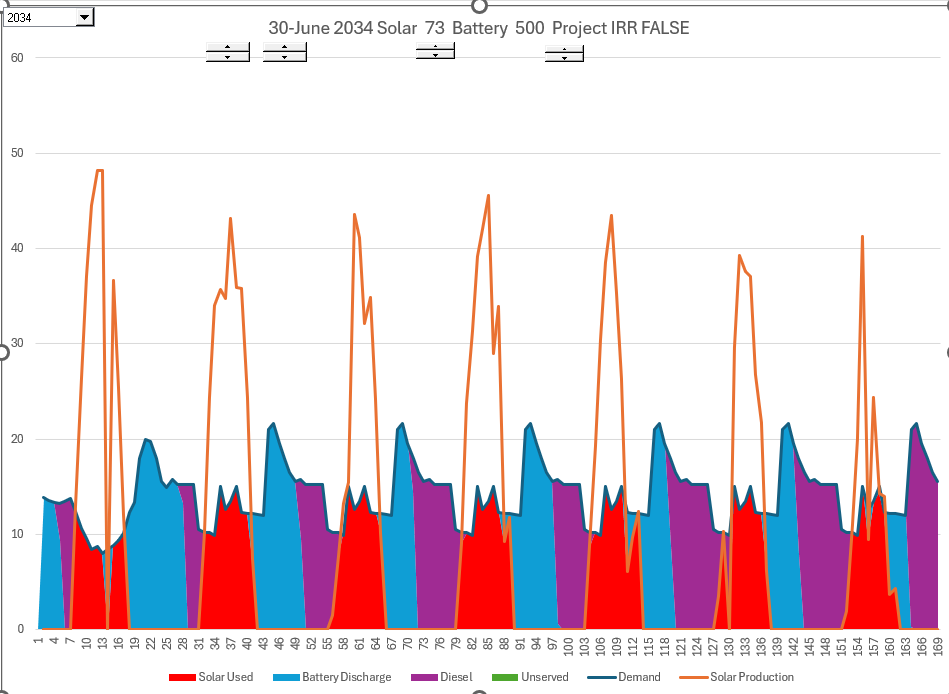 2034
30-June 2034 Solar 73 Battery 500 Project IRR FALSE
60
50
40
30
20
10
0
1 4 7 10 13 16 19 22 25 28 31 34 37 40 43 46 49 52 55 58 61 64 67 70 73 76 79 82 85 88 91 94 97 100 103 106 109 112 115 118 121 124 127 130 133 136 139 142 145 148 151 154 157 160 163 166 169
Solar Used Battery Discharge Diesel Unserved Demand Solar Production